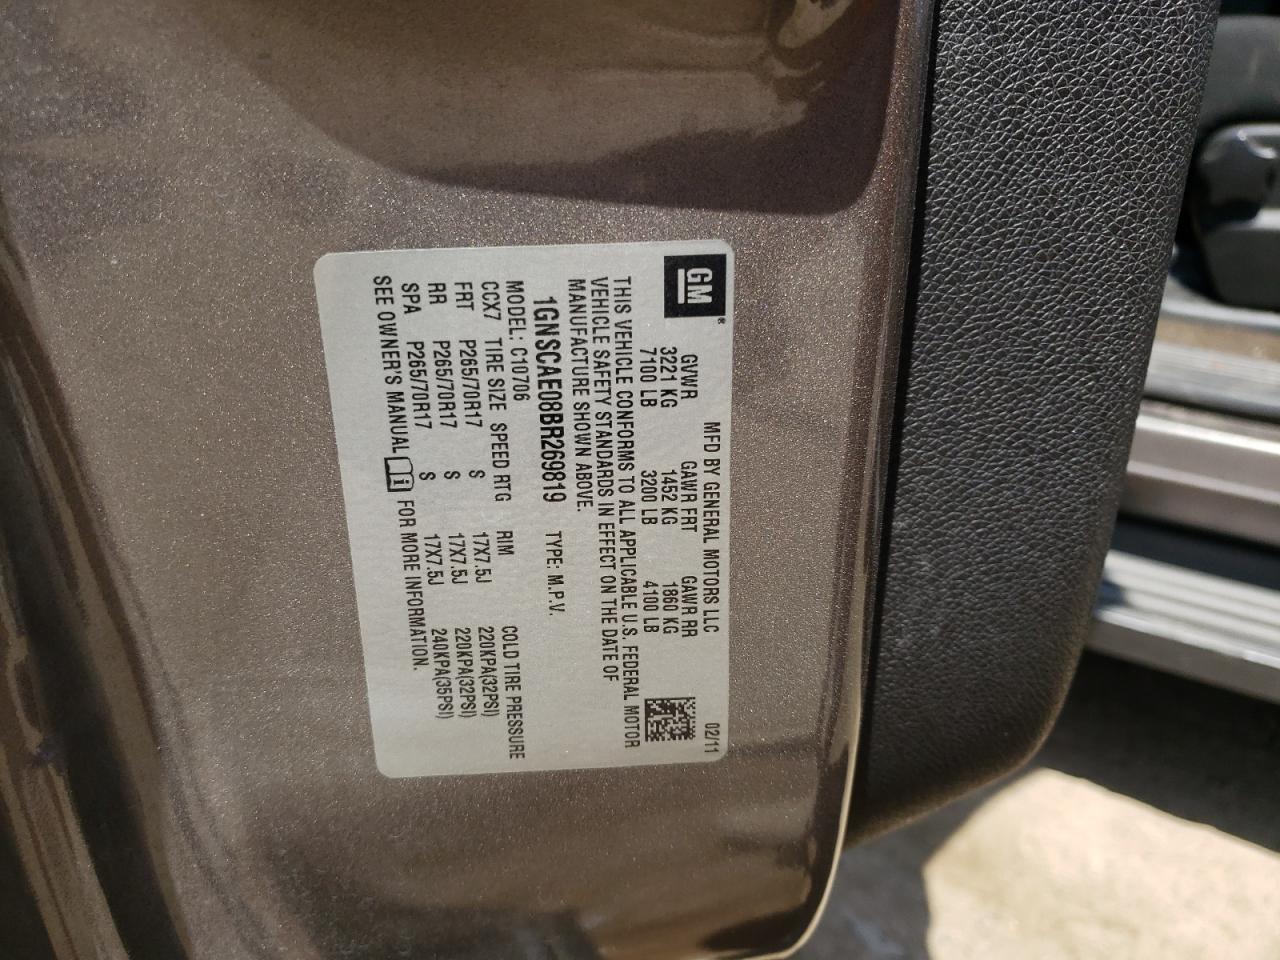 GM®
MFD BY GENERAL MOTORS LLC 02/11
GVWR GAWR FRT GAWR RR
3221 KG 1452 KG 1860 KG
7100 LB 3200 LB 4100 LB
THIS VEHICLE CONFORMS TO ALL APPLICABLE U.S. FEDERAL MOTOR
VEHICLE SAFETY STANDARDS IN EFFECT ON THE DATE OF
MANUFACTURE SHOWN ABOVE.
1GNSCAE08BR269819 TYPE: M.P.V.
MODEL: C10706
CCX7 TIRE SIZE SPEED RTG RIM COLD TIRE PRESSURE
FRT P265/70R17 S 17X7.5J 220KPA(32PSI)
RR P265/70R17 S 17X7.5J 220KPA(32PSI)
SPA P265/70R17 S 17X7.5J 240KPA(35PSI)
SEE OWNER'S MANUAL i FOR MORE INFORMATION.